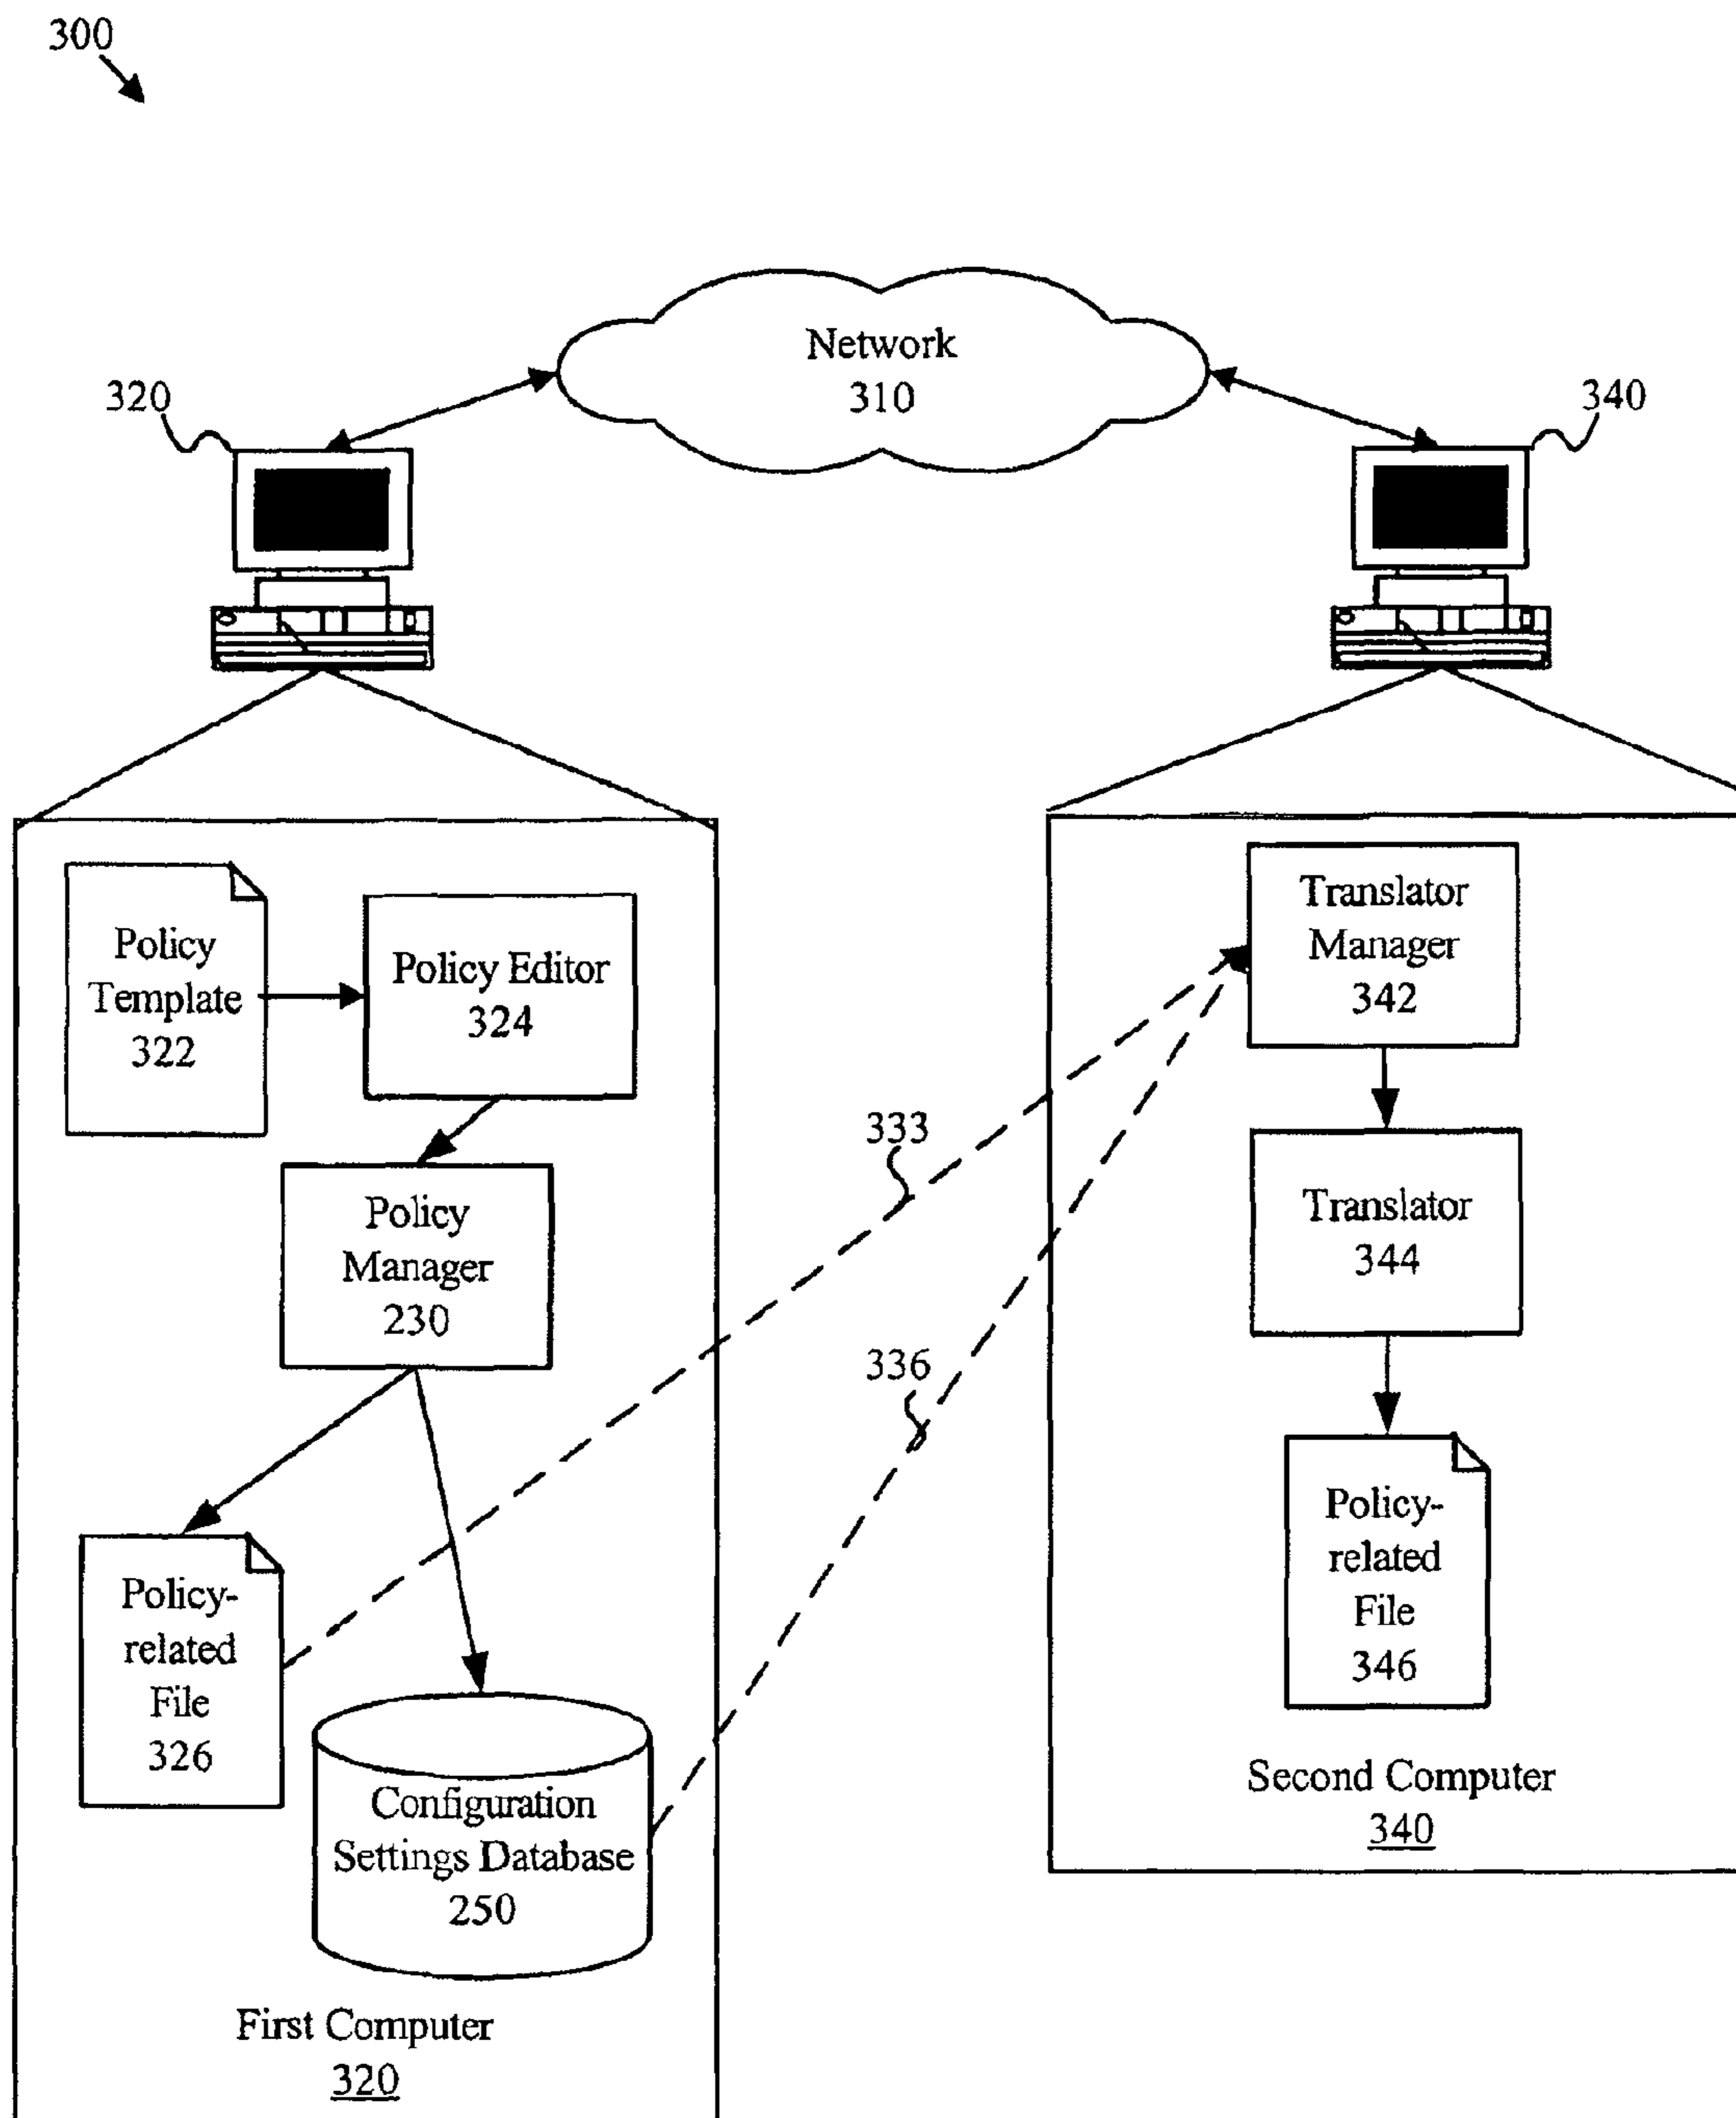 300
Network
310
320
340
Policy
Template
322
Policy Editor
324
Policy
Manager
230
Policy-
related
File
326
Configuration
Settings Database
250
First Computer
320
333
336
Translator
Manager
342
Translator
344
Policy-
related
File
346
Second Computer
340